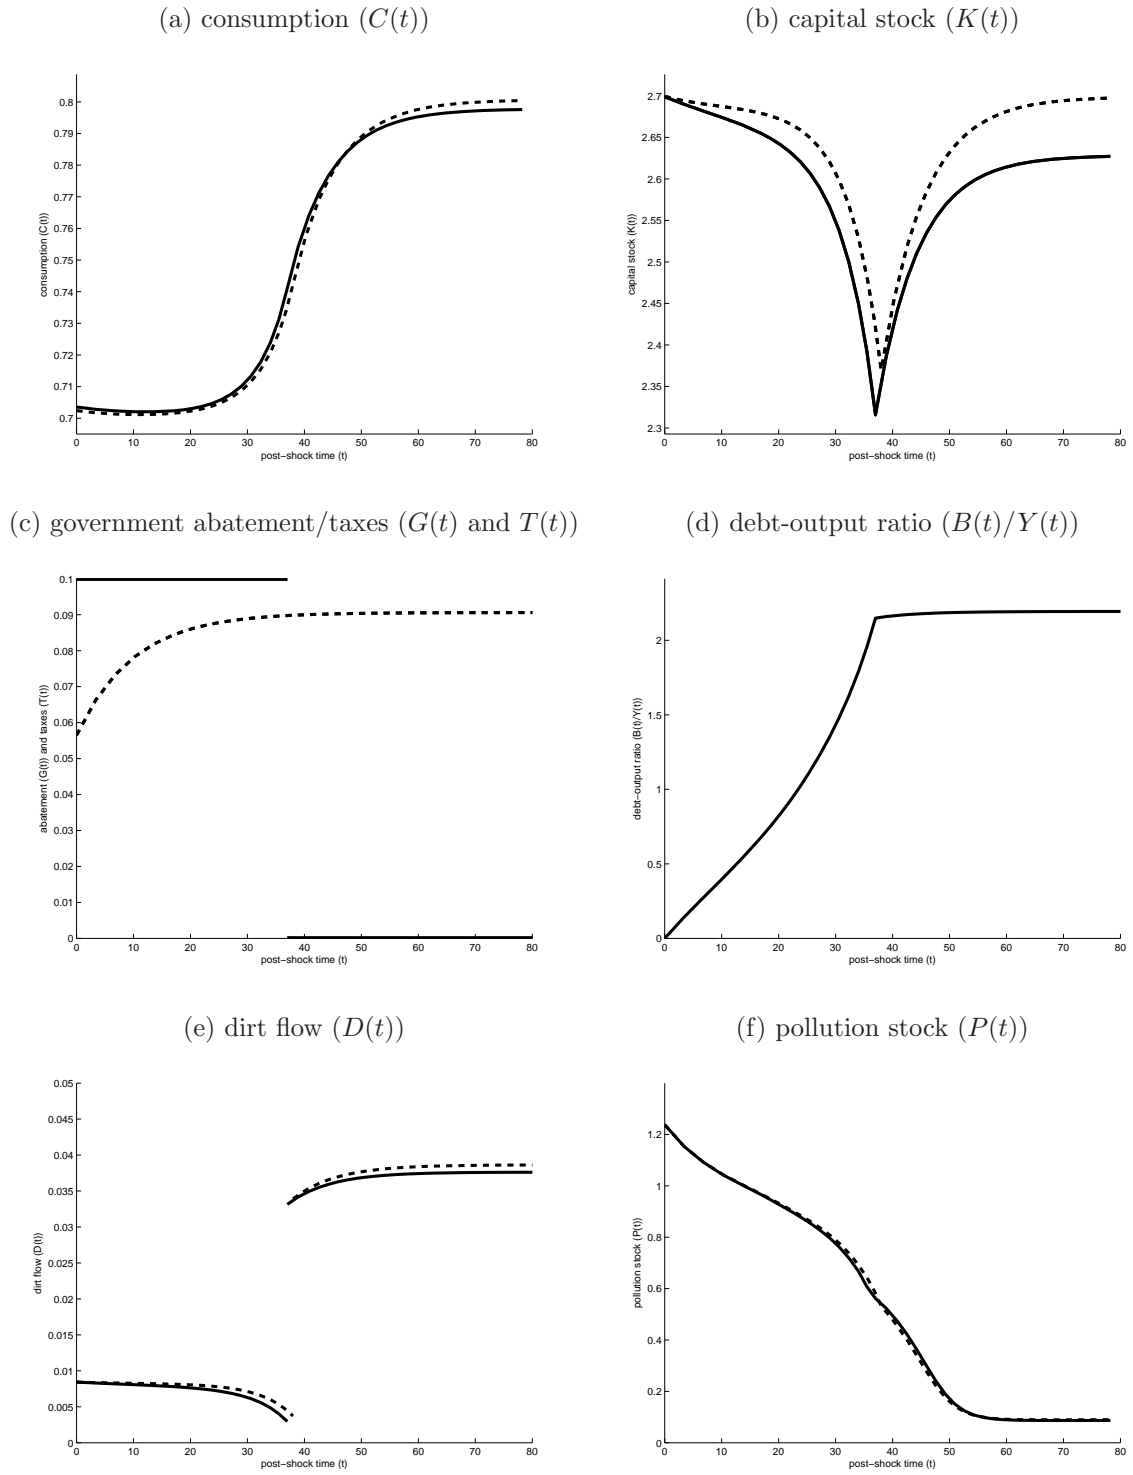 (a) consumption (C(t))
(b) capital stock (K(t))
0.8
0.79
0.78
0.77
0.76
0.75
0.74
0.73
0.72
0.71
0.7
consumption (C(t))
0 10 20 30 40 50 60 70 80
post−shock time (t)
2.7
2.65
2.6
2.55
2.5
2.45
2.4
2.35
2.3
capital stock (K(t))
0 10 20 30 40 50 60 70 80
post−shock time (t)
(c) government abatement/taxes (G(t) and T(t))
(d) debt-output ratio (B(t)/Y(t))
0.1
0.09
0.08
0.07
0.06
0.05
0.04
0.03
0.02
0.01
0
abatement (G(t)) and taxes (T(t))
0 10 20 30 40 50 60 70 80
post−shock time (t)
2
1.5
1
0.5
0
debt−output ratio (B(t)/Y(t))
0 10 20 30 40 50 60 70 80
post−shock time (t)
(e) dirt flow (D(t))
(f) pollution stock (P(t))
0.05
0.045
0.04
0.035
0.03
0.025
0.02
0.015
0.01
0.005
0
dirt flow (D(t))
0 10 20 30 40 50 60 70 80
post−shock time (t)
1.2
1
0.8
0.6
0.4
0.2
0
pollution stock (P(t))
0 10 20 30 40 50 60 70 80
post−shock time (t)